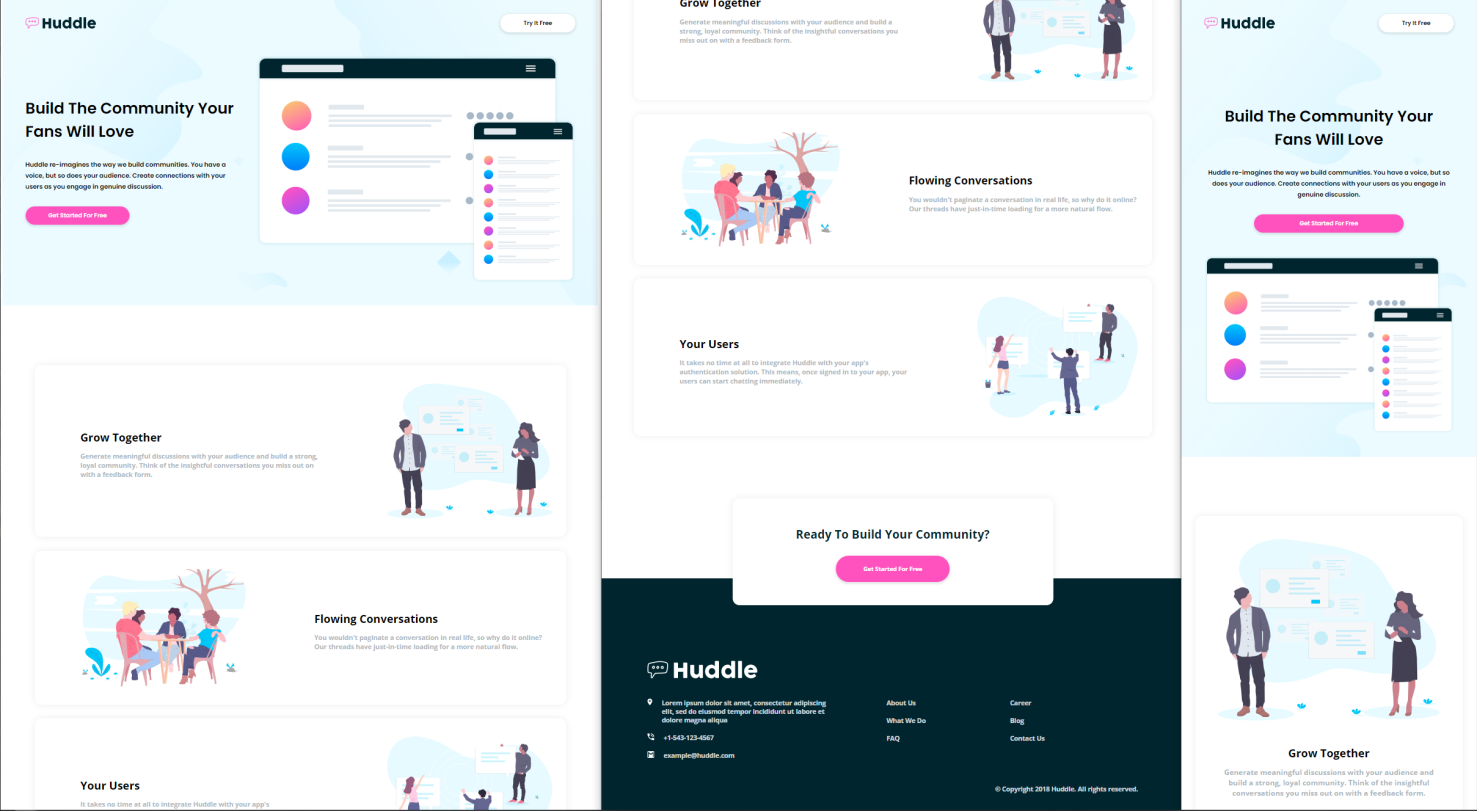 Huddle
Try It Free
Build The Community Your
Fans Will Love
Huddle re-imagines the way we build communities. You have a
voice, but so does your audience. Create connections with your
users as you engage in genuine discussion.
Get Started For Free
Grow Together
Generate meaningful discussions with your audience and build a strong,
loyal community. Think of the insightful conversations you miss out on
with a feedback form.
Flowing Conversations
You wouldn't paginate a conversation in real life, so why do it online?
Our threads have just-in-time loading for a more natural flow.
Your Users
It takes no time at all to integrate Huddle with your app's
Grow Together
Generate meaningful discussions with your audience and build a
strong, loyal community. Think of the insightful conversations you
miss out on with a feedback form.
Flowing Conversations
You wouldn't paginate a conversation in real life, so why do it online?
Our threads have just-in-time loading for a more natural flow.
Your Users
It takes no time at all to integrate Huddle with your app's
authentication solution. This means, once signed in to your app, your
users can start chatting immediately.
Ready To Build Your Community?
Get Started For Free
Huddle
Lorem ipsum dolor sit amet, consectetur adipiscing
elit, sed do eiusmod tempor incididunt ut labore et
dolore magna aliqua
+1-543-123-4567
example@huddle.com
About Us
What We Do
FAQ
Career
Blog
Contact Us
© Copyright 2018 Huddle. All rights reserved.
Huddle
Try It Free
Build The Community Your
Fans Will Love
Huddle re-imagines the way we build communities. You have a voice, but so
does your audience. Create connections with your users as you engage in
genuine discussion.
Get Started For Free
Grow Together
Generate meaningful discussions with your audience and
build a strong, loyal community. Think of the insightful
conversations you miss out on with a feedback form.